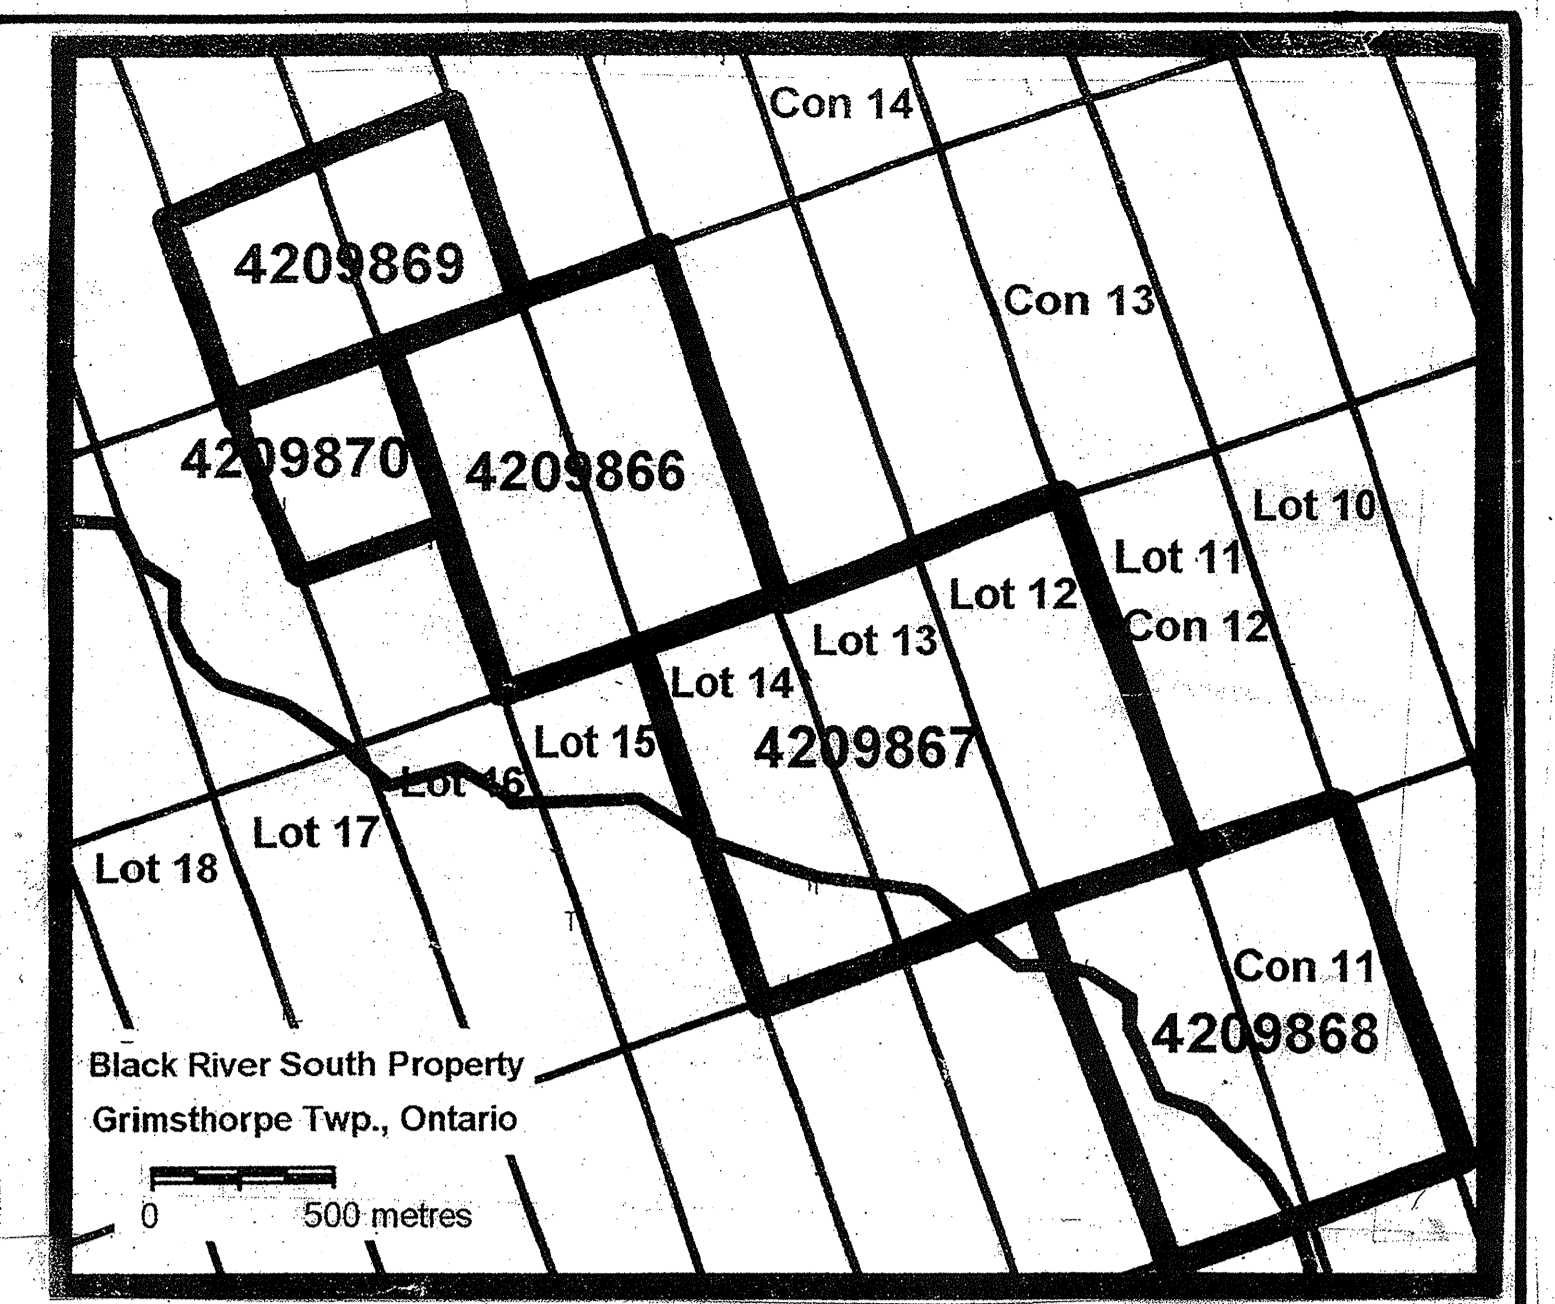 Con 14
4209869
Con 13
4209870
4209866
Lot 10
Lot 11
Lot 12
Con 12
Lot 13
Lot 14
Lot 15
4209867
Lot 16
Lot 17
Lot 18
Con 11
4209868
Black River South Property
Grimsthorpe Twp., Ontario
0 500 metres